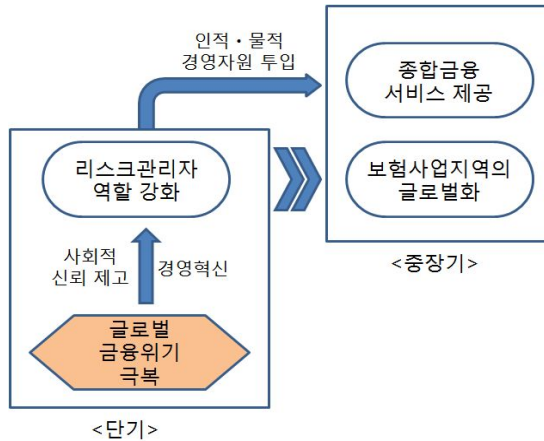 인적・물적
경영자원 투입
종합금융
서비스 제공
리스크관리자
역할 강화
보험사업지역의
글로벌화
사회적
신뢰 제고
경영혁신
<중장기>
글로벌
금융위기
극복
<단기>